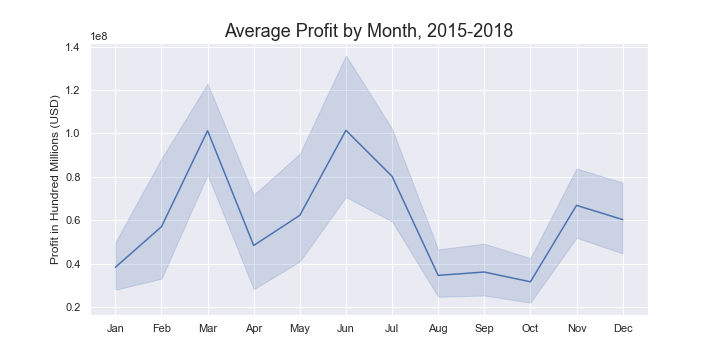 Average Profit by Month, 2015-2018
1e8
1.4
1.2
1.0
0.8
0.6
0.4
0.2
Profit in Hundred Millions (USD)
Jan Feb Mar Apr May Jun Jul Aug Sep Oct Nov Dec